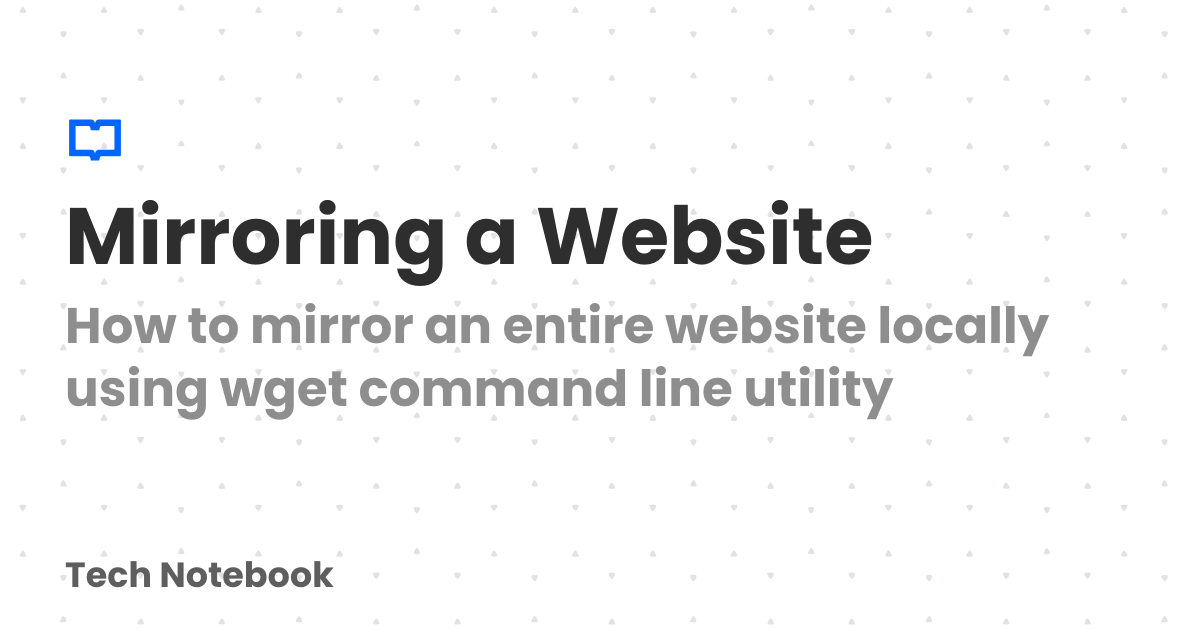 Mirroring a Website
How to mirror an entire website locally
using wget command line utility
Tech Notebook